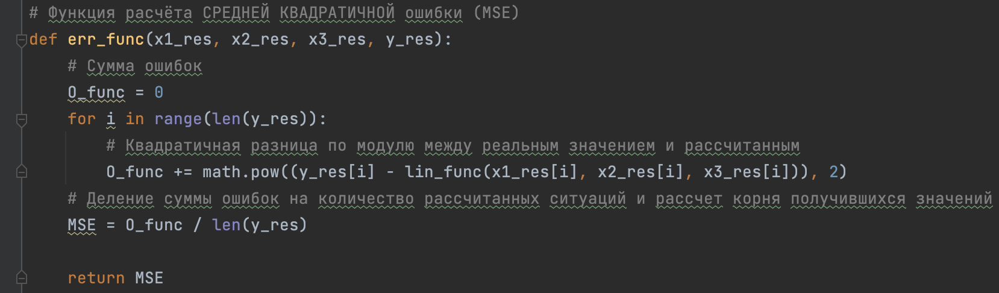 # Функция расчёта СРЕДНЕЙ КВАДРАТИЧНОЙ ошибки (MSE)
def err_func(x1_res, x2_res, x3_res, y_res):
    # Сумма ошибок
    O_func = 0
    for i in range(len(y_res)):
        # Квадратичная разница по модулю между реальным значением и рассчитанным
        O_func += math.pow((y_res[i] - lin_func(x1_res[i], x2_res[i], x3_res[i])), 2)
    # Деление суммы ошибок на количество рассчитанных ситуаций и рассчет корня получившихся значений
    MSE = O_func / len(y_res)
    return MSE